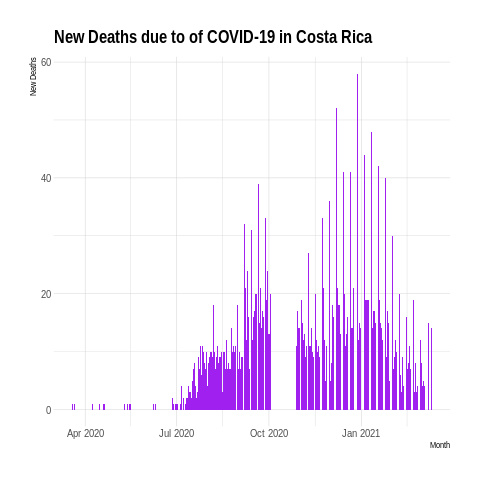 New Deaths due to of COVID-19 in Costa Rica
New Deaths
60
40
20
0
Apr 2020 Jul 2020 Oct 2020 Jan 2021
Month